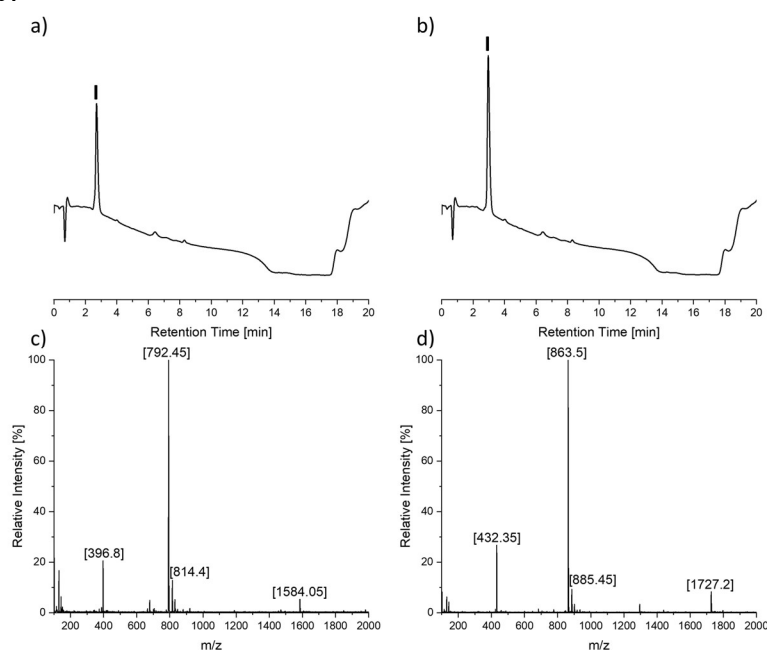 a)
b)
0 2 4 6 8 10 12 14 16 18 20
Retention Time [min]
0 2 4 6 8 10 12 14 16 18 20
Retention Time [min]
c)
[792.45]
[396.8]
[814.4]
[1584.05]
100
80
60
40
20
0
Relative Intensity [%]
200 400 600 800 1000 1200 1400 1600 1800 2000
m/z
d)
[863.5]
[432.35]
[885.45]
[1727.2]
100
80
60
40
20
0
Relative Intensity [%]
200 400 600 800 1000 1200 1400 1600 1800 2000
m/z